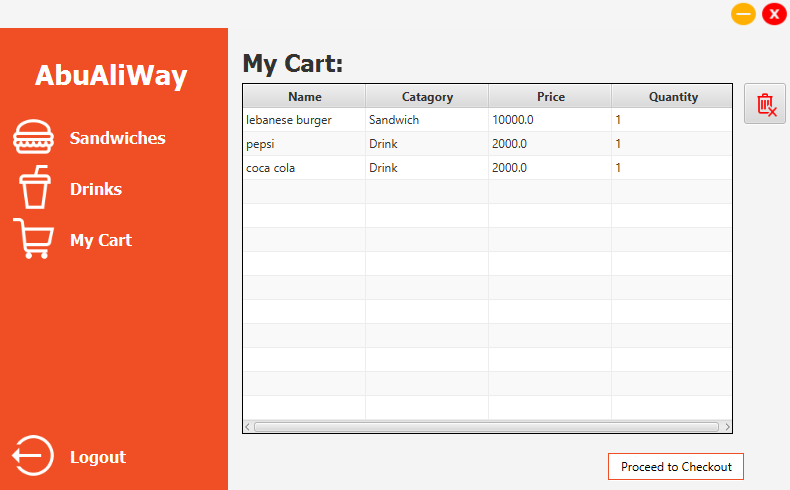 X
AbuAliWay
Sandwiches
Drinks
My Cart
Logout
My Cart:
Name Catagory Price Quantity
lebanese burger Sandwich 10000.0 1
pepsi Drink 2000.0 1
coca cola Drink 2000.0 1
Proceed to Checkout